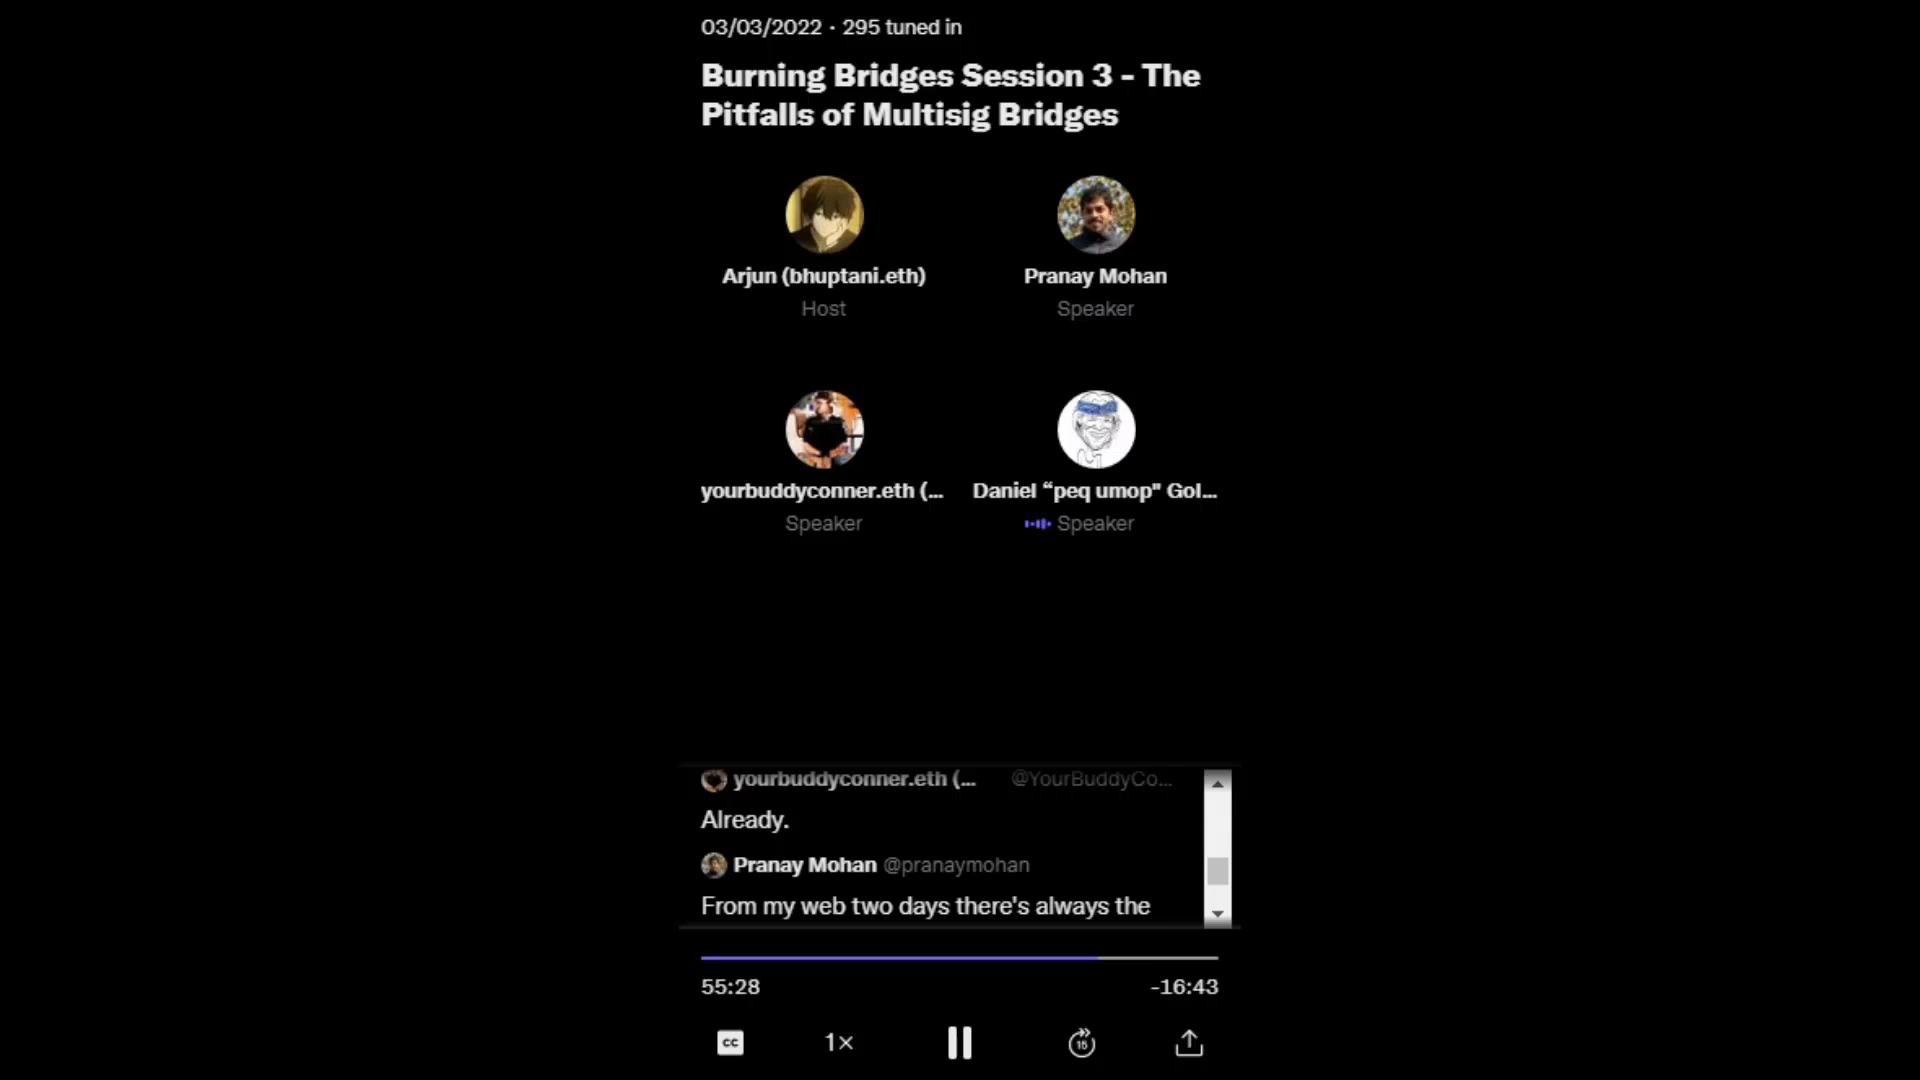 03/03/2022 · 295 tuned in
Burning Bridges Session 3 - The
Pitfalls of Multisig Bridges
Arjun (bhuptani.eth)
Host
Pranay Mohan
Speaker
yourbuddyconner.eth (...
Speaker
Daniel “peq umop" Gol...
Speaker
yourbuddyconner.eth (... @YourBuddyCo...
Already.
Pranay Mohan @pranaymohan
From my web two days there's always the
55:28
-16:43
CC
1×
15